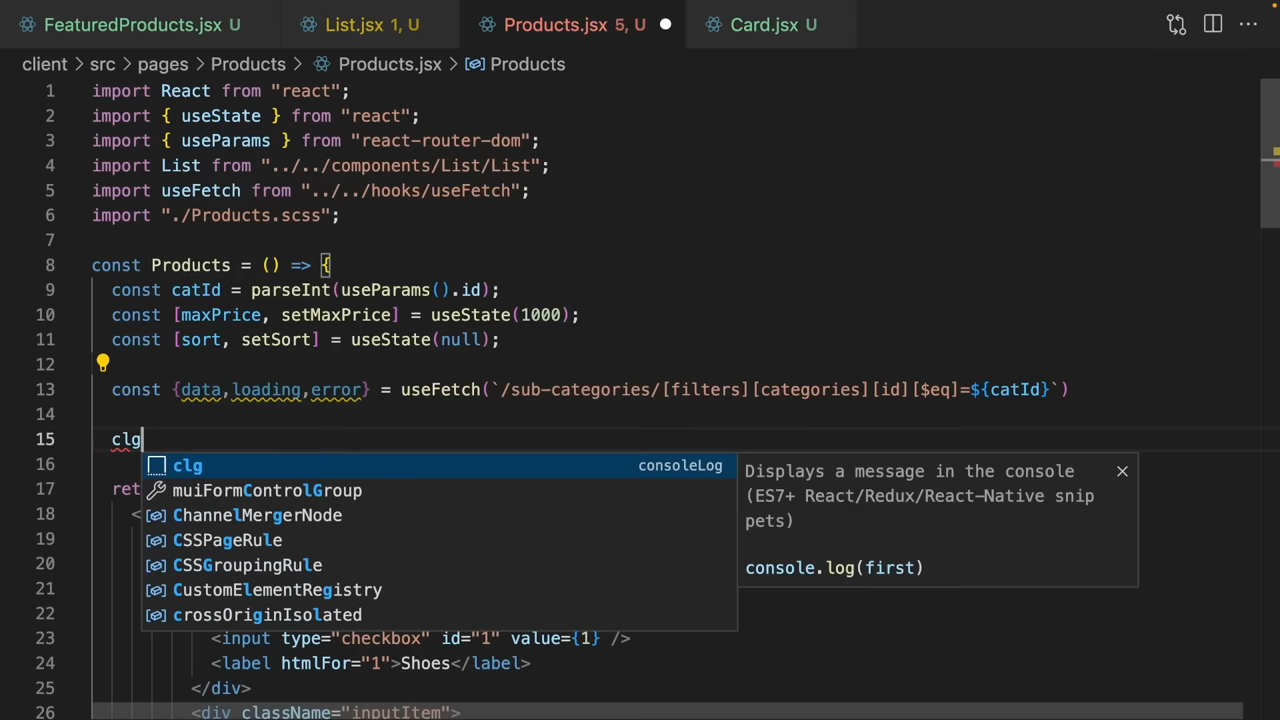 FeaturedProducts.jsx U List.jsx 1, U Products.jsx 5, U Card.jsx U
client > src > pages > Products > Products.jsx > Products
1 import React from "react";
2 import { useState } from "react";
3 import { useParams } from "react-router-dom";
4 import List from "../../components/List/List";
5 import useFetch from "../../hooks/useFetch";
6 import "./Products.scss";
7
8 const Products = () => {
9 const catId = parseInt(useParams().id);
10 const [maxPrice, setMaxPrice] = useState(1000);
11 const [sort, setSort] = useState(null);
12
13 const {data,loading,error} = useFetch(`/sub-categories/[filters][categories][id][$eq]=${catId}`)
14
15 clg
16 clg consoleLog
17 ret muiFormControlGroup
18 < ChannelMergerNode
19 CSSPageRule
20 CSSGroupingRule
21 CustomElementRegistry
22 crossOriginIsolated
Displays a message in the console
(ES7+ React/Redux/React-Native snip
pets)
console.log(first)
23 <input type="checkbox" id="1" value={1} />
24 <label htmlFor="1">Shoes</label>
25 </div>
26 <div className="inputItem">